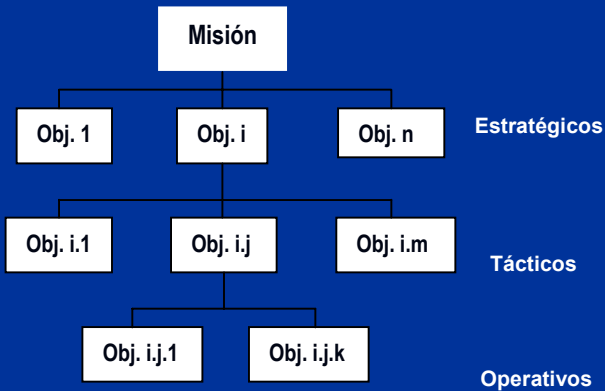 Misión
Obj. 1
Obj. i
Obj. n
Estratégicos
Obj. i.1
Obj. i.j
Obj. i.m
Tácticos
Obj. i.j.1
Obj. i.j.k
Operativos